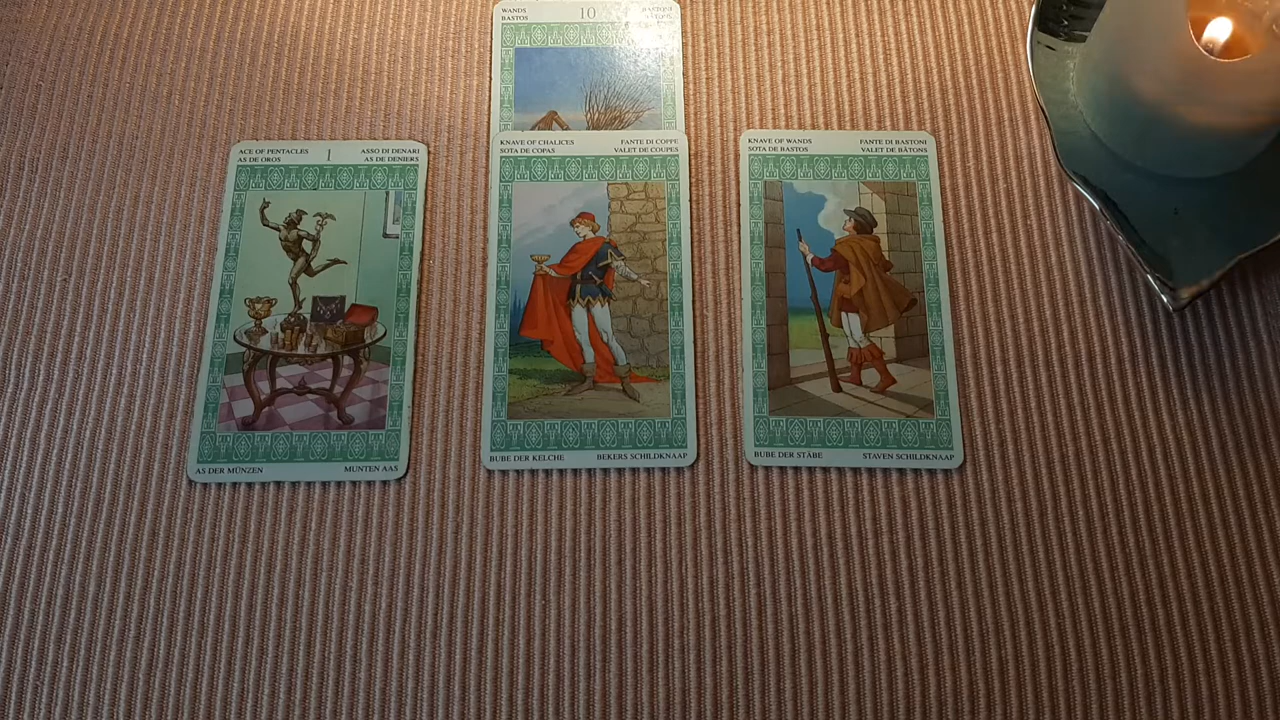 WANDS 10 BASTONI
BASTOS BÂTONS
ACE OF PENTACLES 1 ASSO DI DENARI
AS DE OROS AS DE DENIERS
AS DER MÜNZEN MUNTEN AAS
KNAVE OF CHALICES FANTE DI COPPE
SOTA DE COPAS VALET DE COUPES
BUBE DER KELCHE BEKERS SCHILDKNAAP
KNAVE OF WANDS FANTE DI BASTONI
SOTA DE BASTOS VALET DE BÂTONS
BUBE DER STÄBE STAVEN SCHILDKNAAP